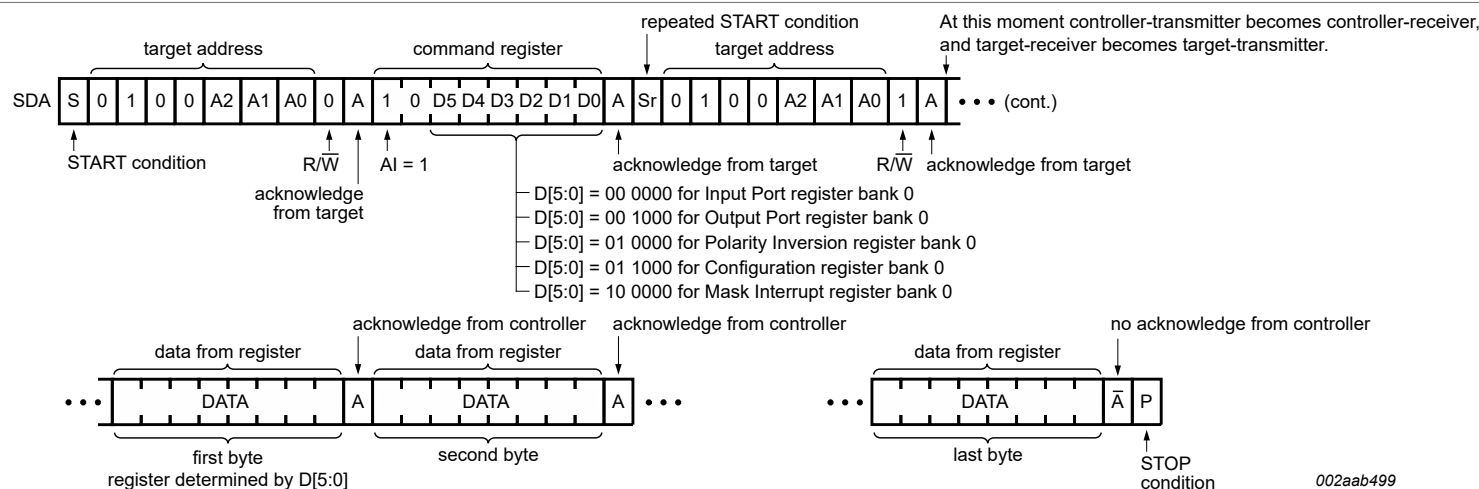 repeated START condition
At this moment controller-transmitter becomes controller-receiver,
and target-receiver becomes target-transmitter.
target address
command register
target address
SDA S 0 1 0 0 A2 A1 A0 0 A 1 0 D5 D4 D3 D2 D1 D0 A Sr 0 1 0 0 A2 A1 A0 1 A • • • (cont.)
START condition
R/W̅
AI = 1
acknowledge from target
R/W̅
acknowledge from target
acknowledge
from target
D[5:0] = 00 0000 for Input Port register bank 0
D[5:0] = 00 1000 for Output Port register bank 0
D[5:0] = 01 0000 for Polarity Inversion register bank 0
D[5:0] = 01 1000 for Configuration register bank 0
D[5:0] = 10 0000 for Mask Interrupt register bank 0
acknowledge from controller
acknowledge from controller
no acknowledge from controller
data from register
data from register
data from register
• • • DATA A DATA A • • • • • • DATA A̅ P
first byte
register determined by D[5:0]
second byte
last byte
STOP
condition
002aab499